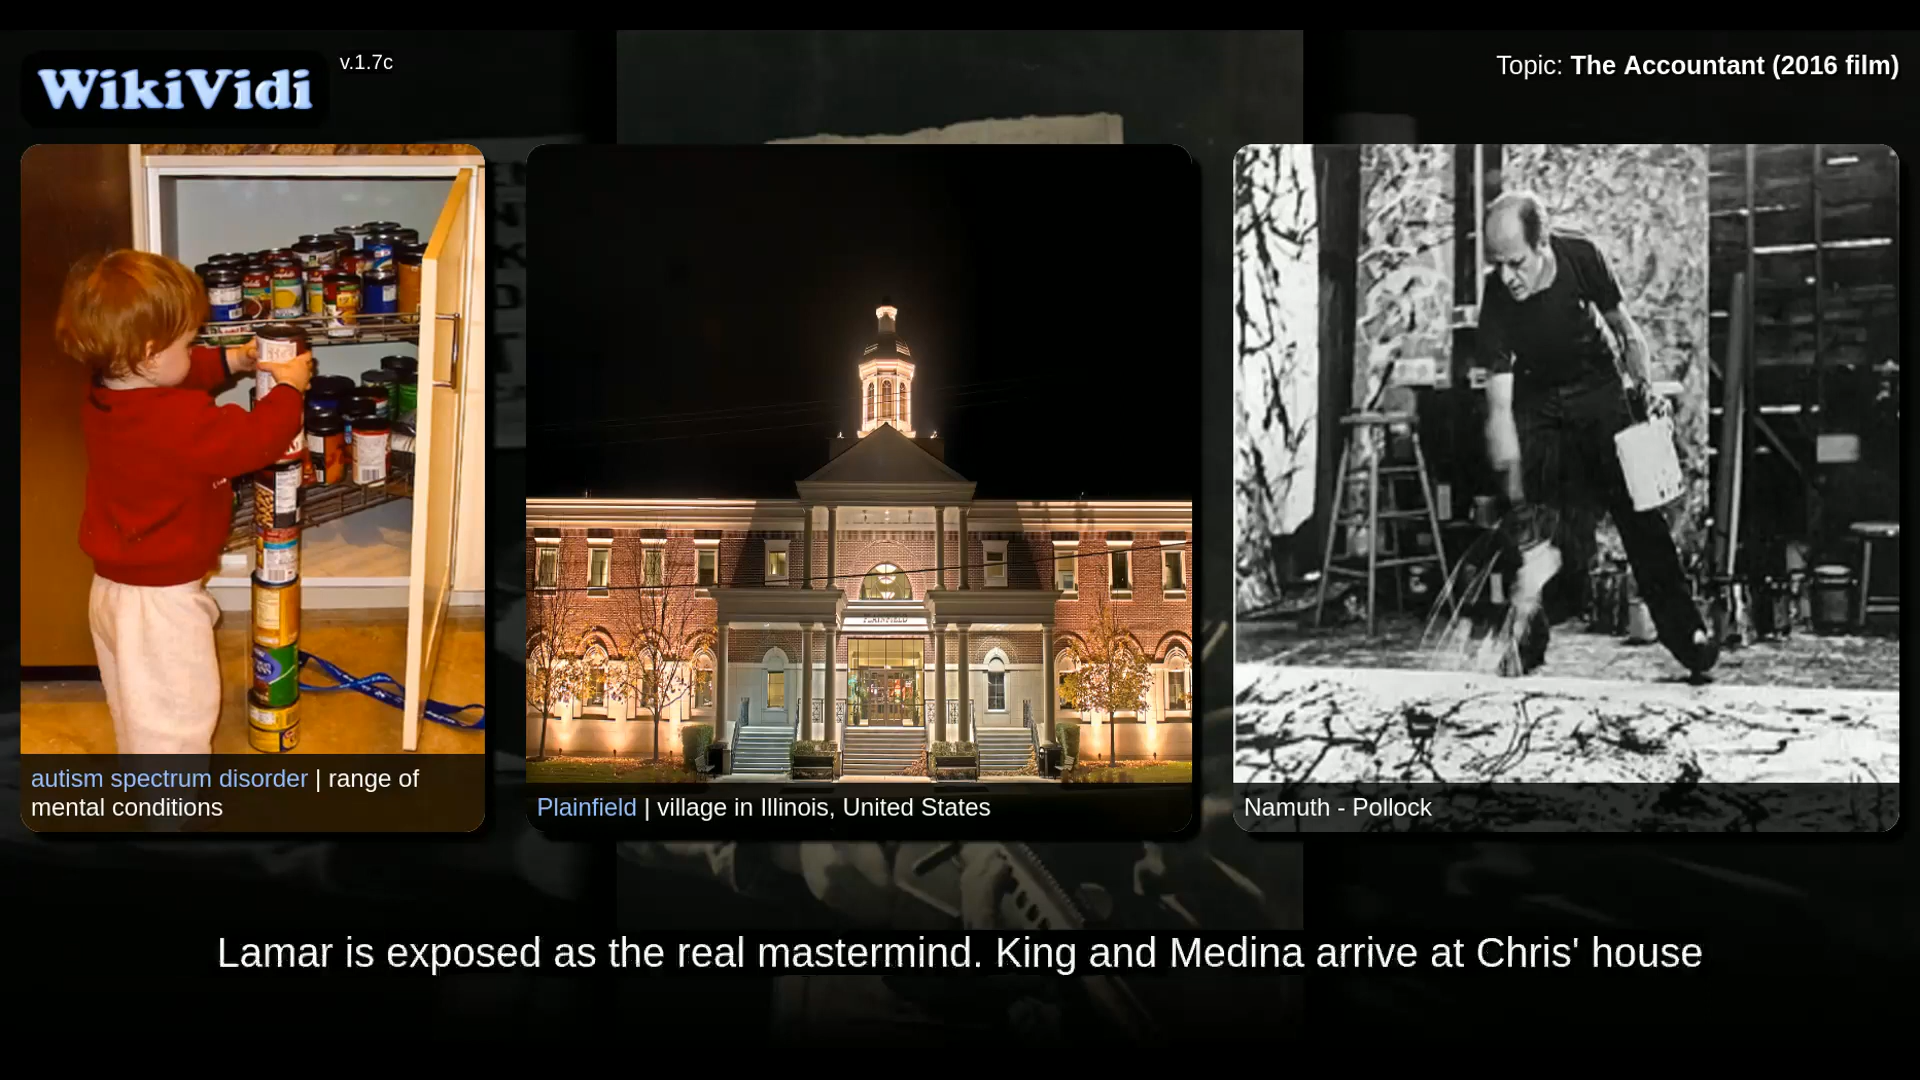 WikiVidi
v.1.7c
Topic: The Accountant (2016 film)
autism spectrum disorder | range of
mental conditions
PLAINFIELD
Plainfield | village in Illinois, United States
Namuth - Pollock
Lamar is exposed as the real mastermind. King and Medina arrive at Chris' house